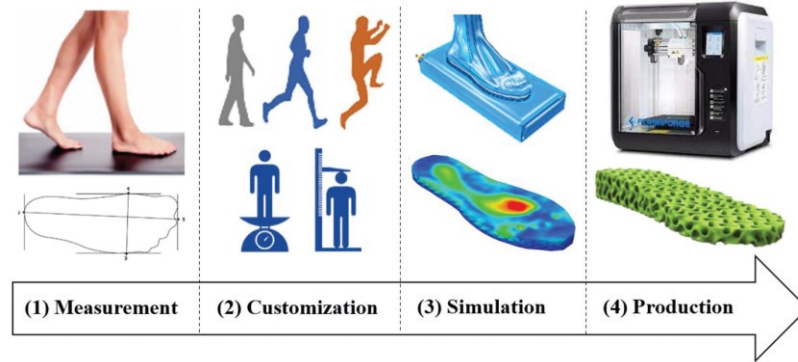 (1) Measurement
(2) Customization
(3) Simulation
(4) Production